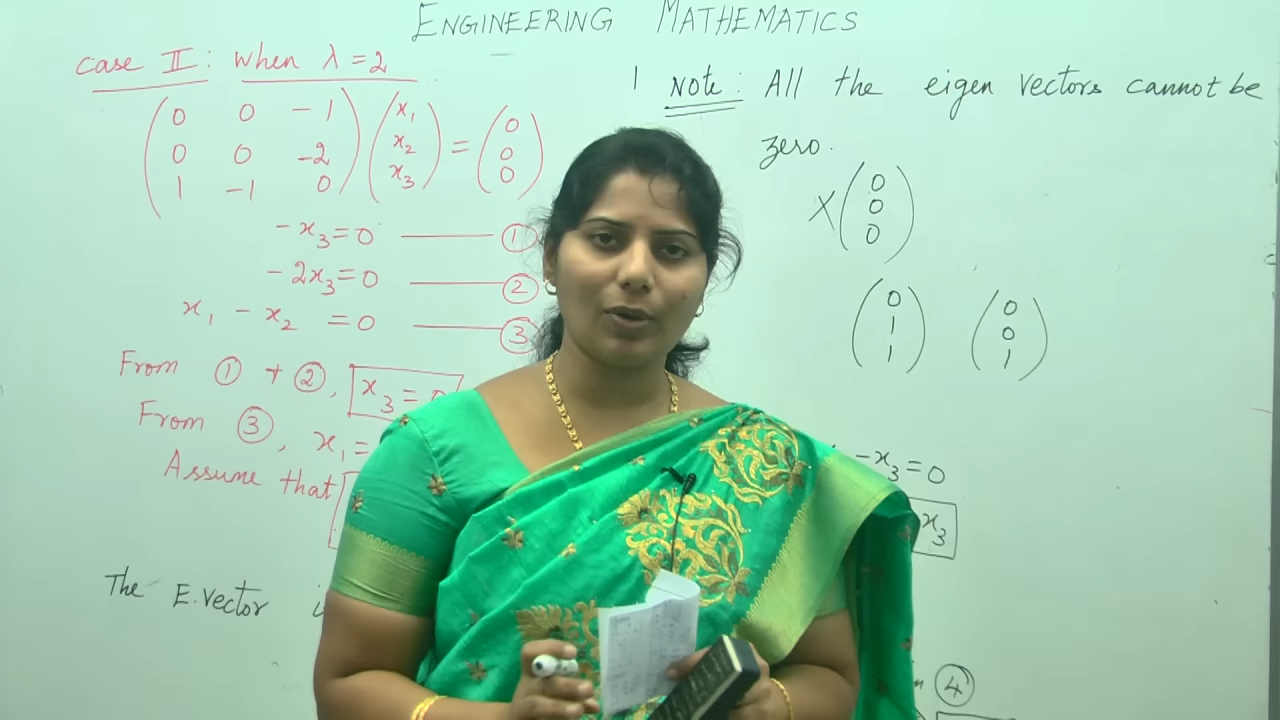 ENGINEERING MATHEMATICS
case II: when λ=2
(0 0 -1) (x₁) (0)
(0 0 -2) (x₂) = (0)
(1 -1 0) (x₃) (0)
-x₃=0 ——— ①
-2x₃=0 ——— ②
x₁ - x₂ =0 ——— ③
From ① + ②, x₃=0
From ③, x₁=
Assume that
The E.vector
Note: All the eigen vectors cannot be
zero.
X (0)
(0)
(0)
(0) (0)
(1) (0)
(1) (1)
-x₃=0
x₃
④